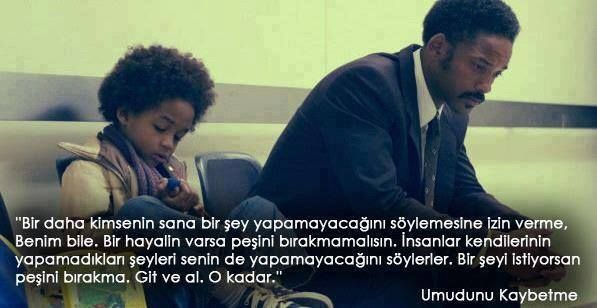 "Bir daha kimsenin sana bir şey yapamayacağını söylemesine izin verme,
Benim bile. Bir hayalin varsa peşini bırakmamalısın. İnsanlar kendilerinin
yapamadıkları şeyleri senin de yapamayacağını söylerler. Bir şeyi istiyorsan
peşini bırakma. Git ve al. O kadar."
Umudunu Kaybetme